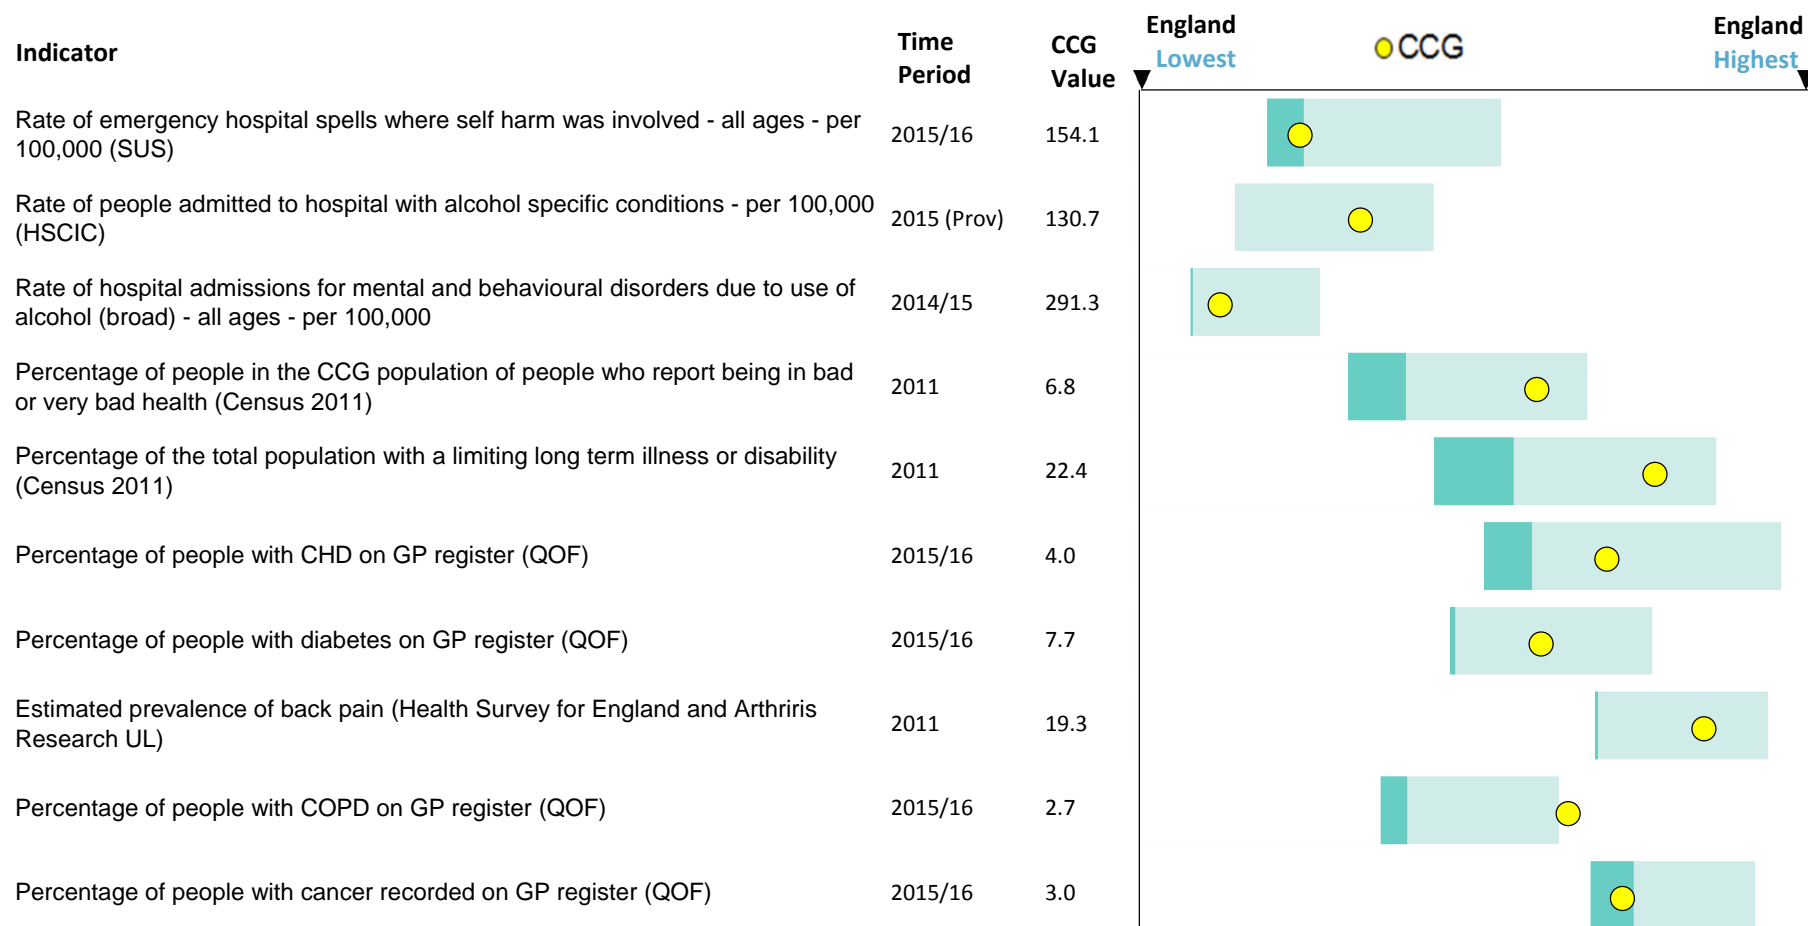 Indicator
Time
Period
CCG
Value
England
Lowest
CCG
England
Highest
Rate of emergency hospital spells where self harm was involved - all ages - per
100,000 (SUS)
2015/16
154.1
Rate of people admitted to hospital with alcohol specific conditions - per 100,000
(HSCIC)
2015 (Prov)
130.7
Rate of hospital admissions for mental and behavioural disorders due to use of
alcohol (broad) - all ages - per 100,000
2014/15
291.3
Percentage of people in the CCG population of people who report being in bad
or very bad health (Census 2011)
2011
6.8
Percentage of the total population with a limiting long term illness or disability
(Census 2011)
2011
22.4
Percentage of people with CHD on GP register (QOF)
2015/16
4.0
Percentage of people with diabetes on GP register (QOF)
2015/16
7.7
Estimated prevalence of back pain (Health Survey for England and Arthriris
Research UL)
2011
19.3
Percentage of people with COPD on GP register (QOF)
2015/16
2.7
Percentage of people with cancer recorded on GP register (QOF)
2015/16
3.0